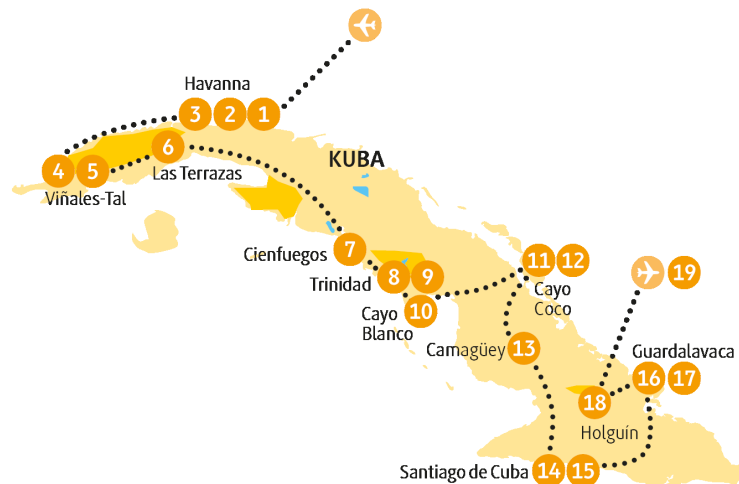 Havanna
3 2 1
6
4 5
Las Terrazas
KUBA
Viñales-Tal
7
Cienfuegos
8 9
Trinidad
10
Cayo
Blanco
11 12
Cayo
Coco
19
13
Camagüey
Guardalavaca
16 17
18
Holguín
14 15
Santiago de Cuba